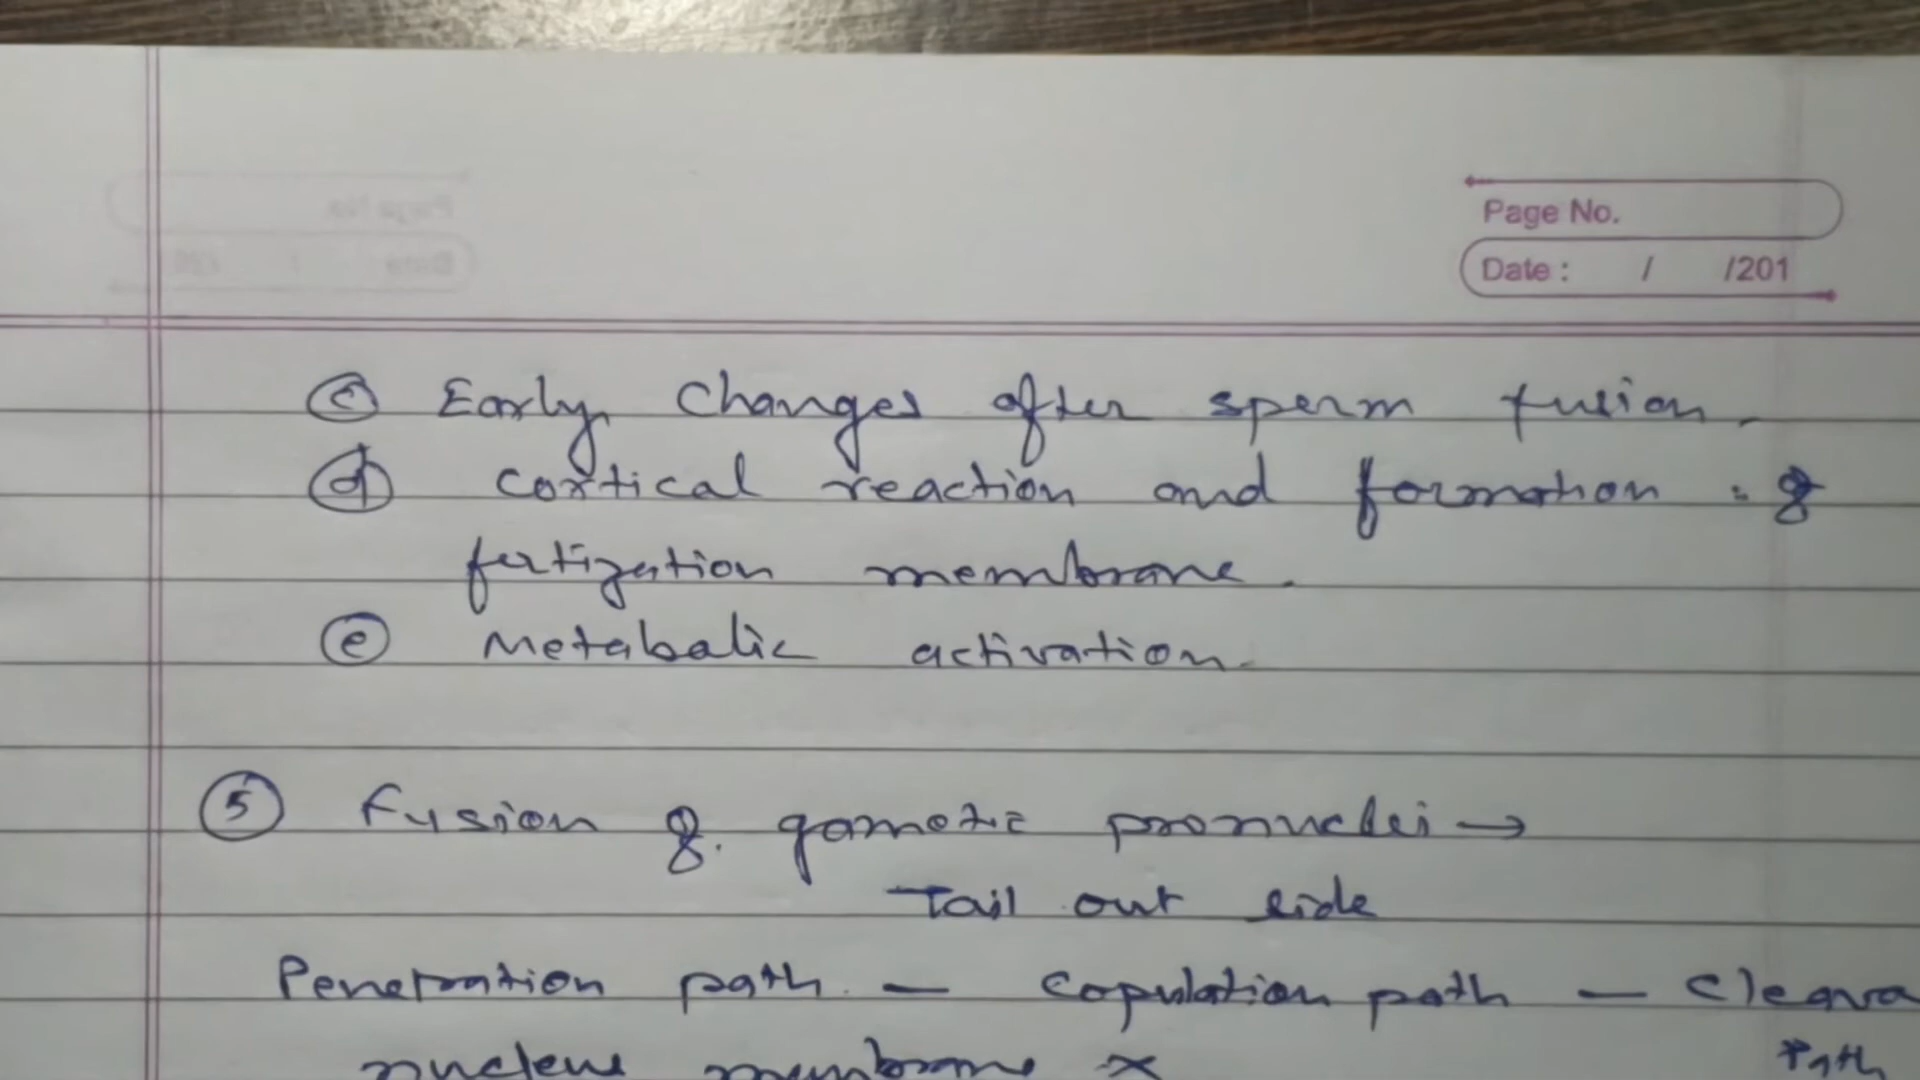 Page No.
Date : / /201
(c) Early changes after sperm fusion.
(d) cortical reaction and formation of
fertization membrane.
(e) Metabalic activation.
(5) Fusion of gametic pronuclei →
Tail out side
Penetration path - copulation path - cleava
path
nucleus membrane ×